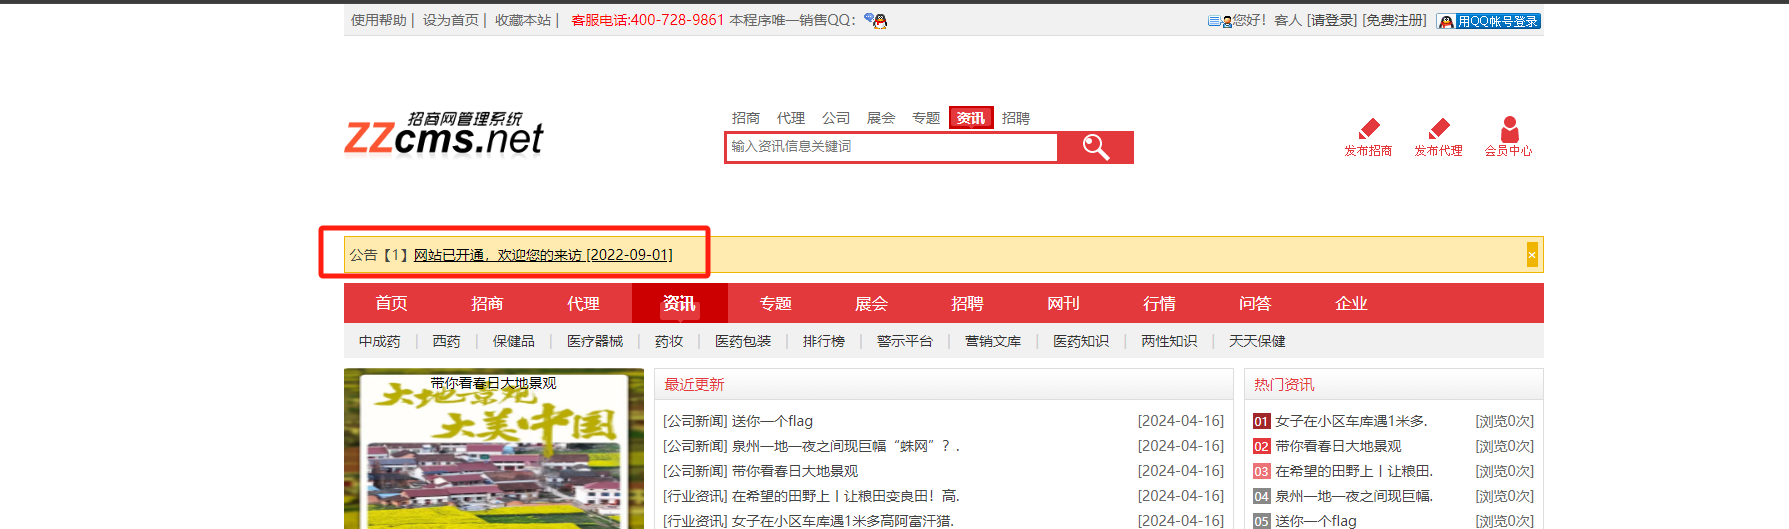 使用帮助 | 设为首页 | 收藏本站 | 客服电话:400-728-9861 本程序唯一销售QQ：
您好！客人 [请登录] [免费注册] 用QQ帐号登录
招商网管理系统
ZZcms.net
招商 代理 公司 展会 专题 资讯 招聘
输入资讯信息关键词
发布招商 发布代理 会员中心
公告【1】网站已开通，欢迎您的来访 [2022-09-01]
×
首页 招商 代理 资讯 专题 展会 招聘 网刊 行情 问答 企业
中成药 | 西药 | 保健品 | 医疗器械 | 药妆 | 医药包装 | 排行榜 | 警示平台 | 营销文库 | 医药知识 | 两性知识 | 天天保健
带你看春日大地景观
大地景观
大美中国
最近更新
[公司新闻] 送你一个flag [2024-04-16]
[公司新闻] 泉州一地一夜之间现巨幅“蛛网”？. [2024-04-16]
[公司新闻] 带你看春日大地景观 [2024-04-16]
[行业资讯] 在希望的田野上丨让粮田变良田！高. [2024-04-16]
[行业资讯] 女子在小区车库遇1米多高阿富汗猎. [2024-04-16]
热门资讯
01 女子在小区车库遇1米多. [浏览0次]
02 带你看春日大地景观 [浏览0次]
03 在希望的田野上丨让粮田. [浏览0次]
04 泉州一地一夜之间现巨幅. [浏览0次]
05 送你一个flag [浏览0次]